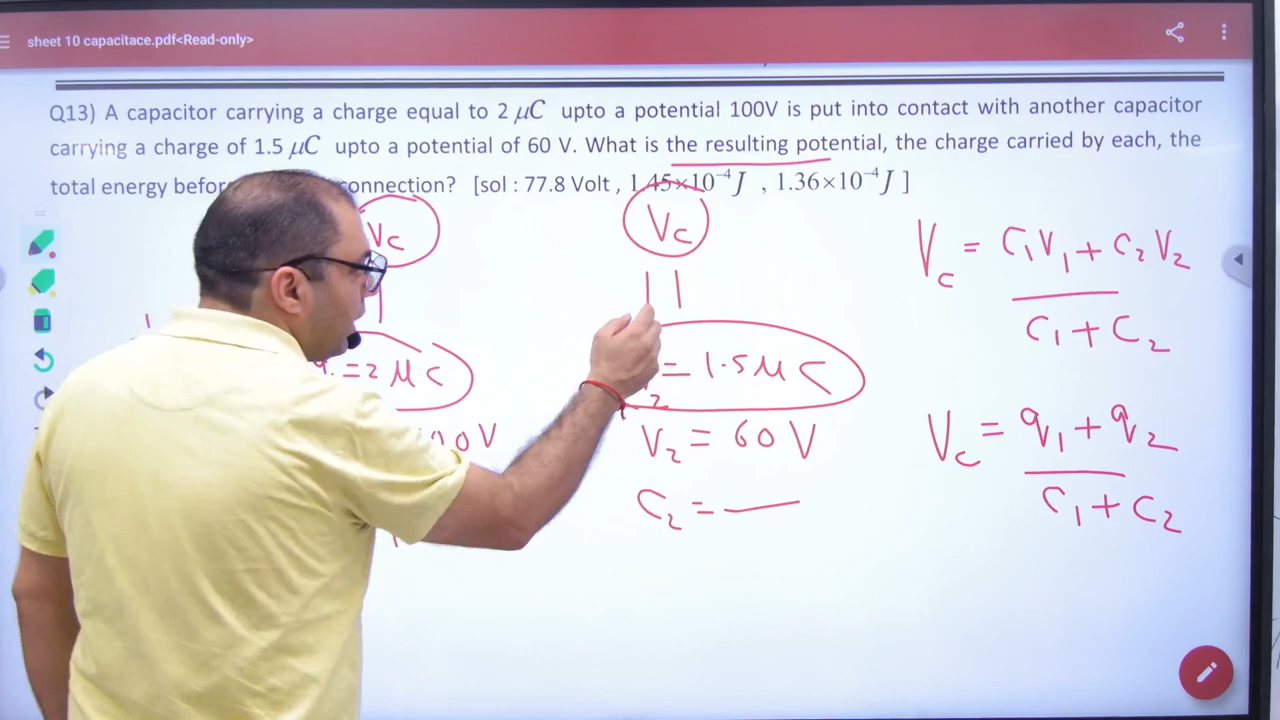 sheet 10 capacitace.pdf<Read-only>
Q13) A capacitor carrying a charge equal to 2 μC upto a potential 100V is put into contact with another capacitor
carrying a charge of 1.5 μC upto a potential of 60 V. What is the resulting potential, the charge carried by each, the
total energy connection? [sol : 77.8 Volt , 1.45×10⁻⁴J , 1.36×10⁻⁴J ]
Vc
Vc
Vc = C₁V₁ + C₂V₂
C₁ + C₂
= 2 μC
= 1.5 μC
V₂ = 60 V
C₂ =
Vc = q₁ + q₂
C₁ + C₂